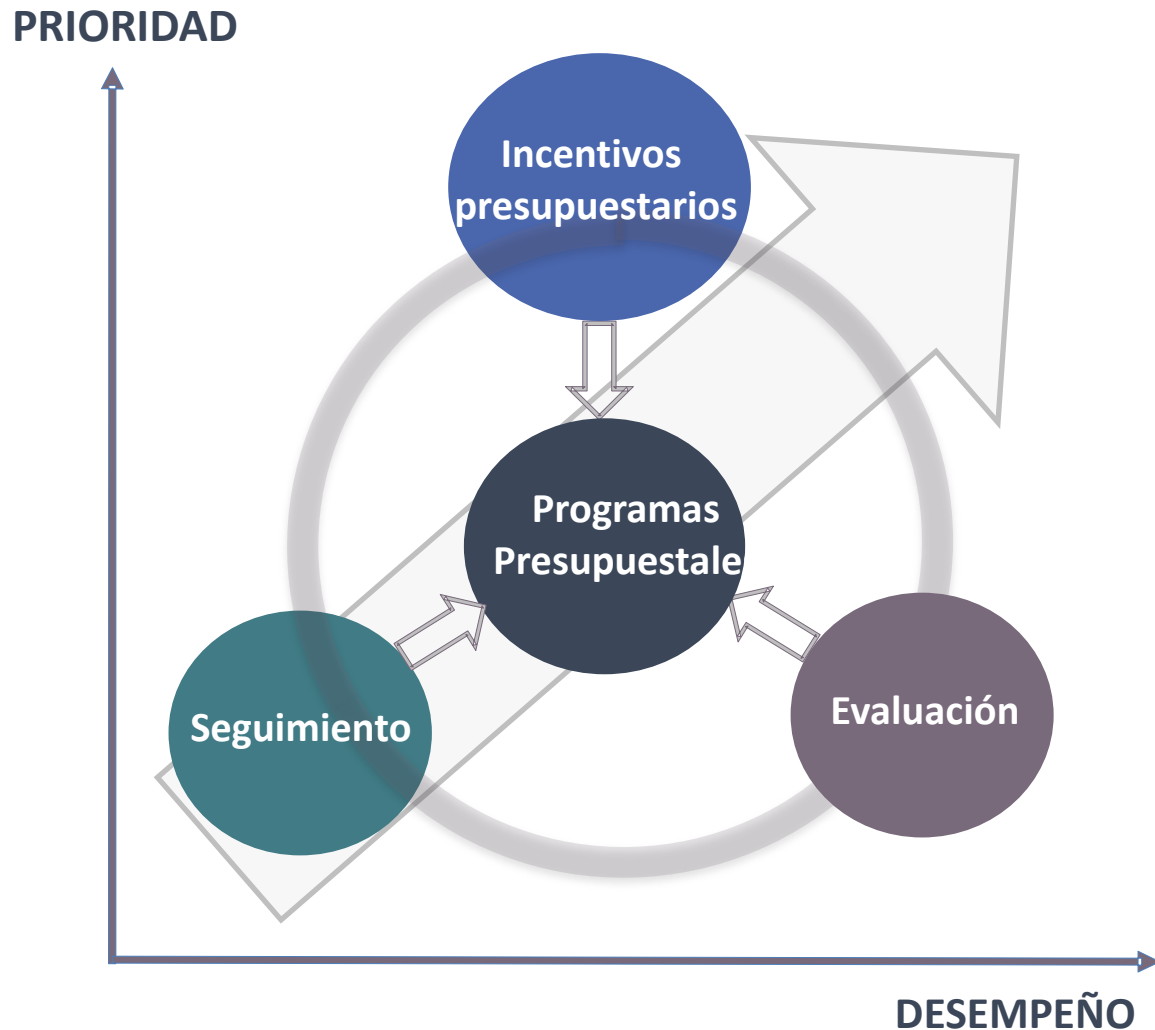 PRIORIDAD
Incentivos
presupuestarios
Programas
Presupuestale
Seguimiento
Evaluación
DESEMPEÑO